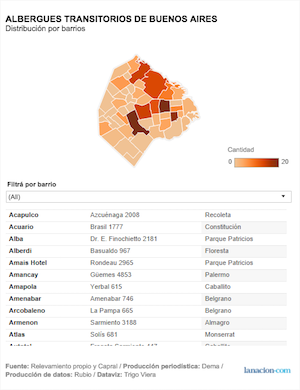 ALBERGUES TRANSITORIOS DE BUENOS AIRES
Distribución por barrios
Cantidad
0 20
Filtrá por barrio
(All)
Acapulco Azcuénaga 2008 Recoleta
Acuario Brasil 1777 Constitución
Alba Dr. E. Finochietto 2181 Parque Patricios
Alberdi Basualdo 967 Floresta
Amais Hotel Rondeau 2965 Parque Patricios
Amancay Güemes 4853 Palermo
Amapola Yerbal 615 Caballito
Amenabar Amenabar 746 Belgrano
Arcobaleno La Pampa 665 Belgrano
Armenon Sarmiento 3188 Almagro
Atlas Solís 681 Monserrat
Fuente: Relevamiento propio y Capraí / Producción periodística: Dema /
Producción de datos: Rubio / Dataviz: Trigo Viera
lanacion.com